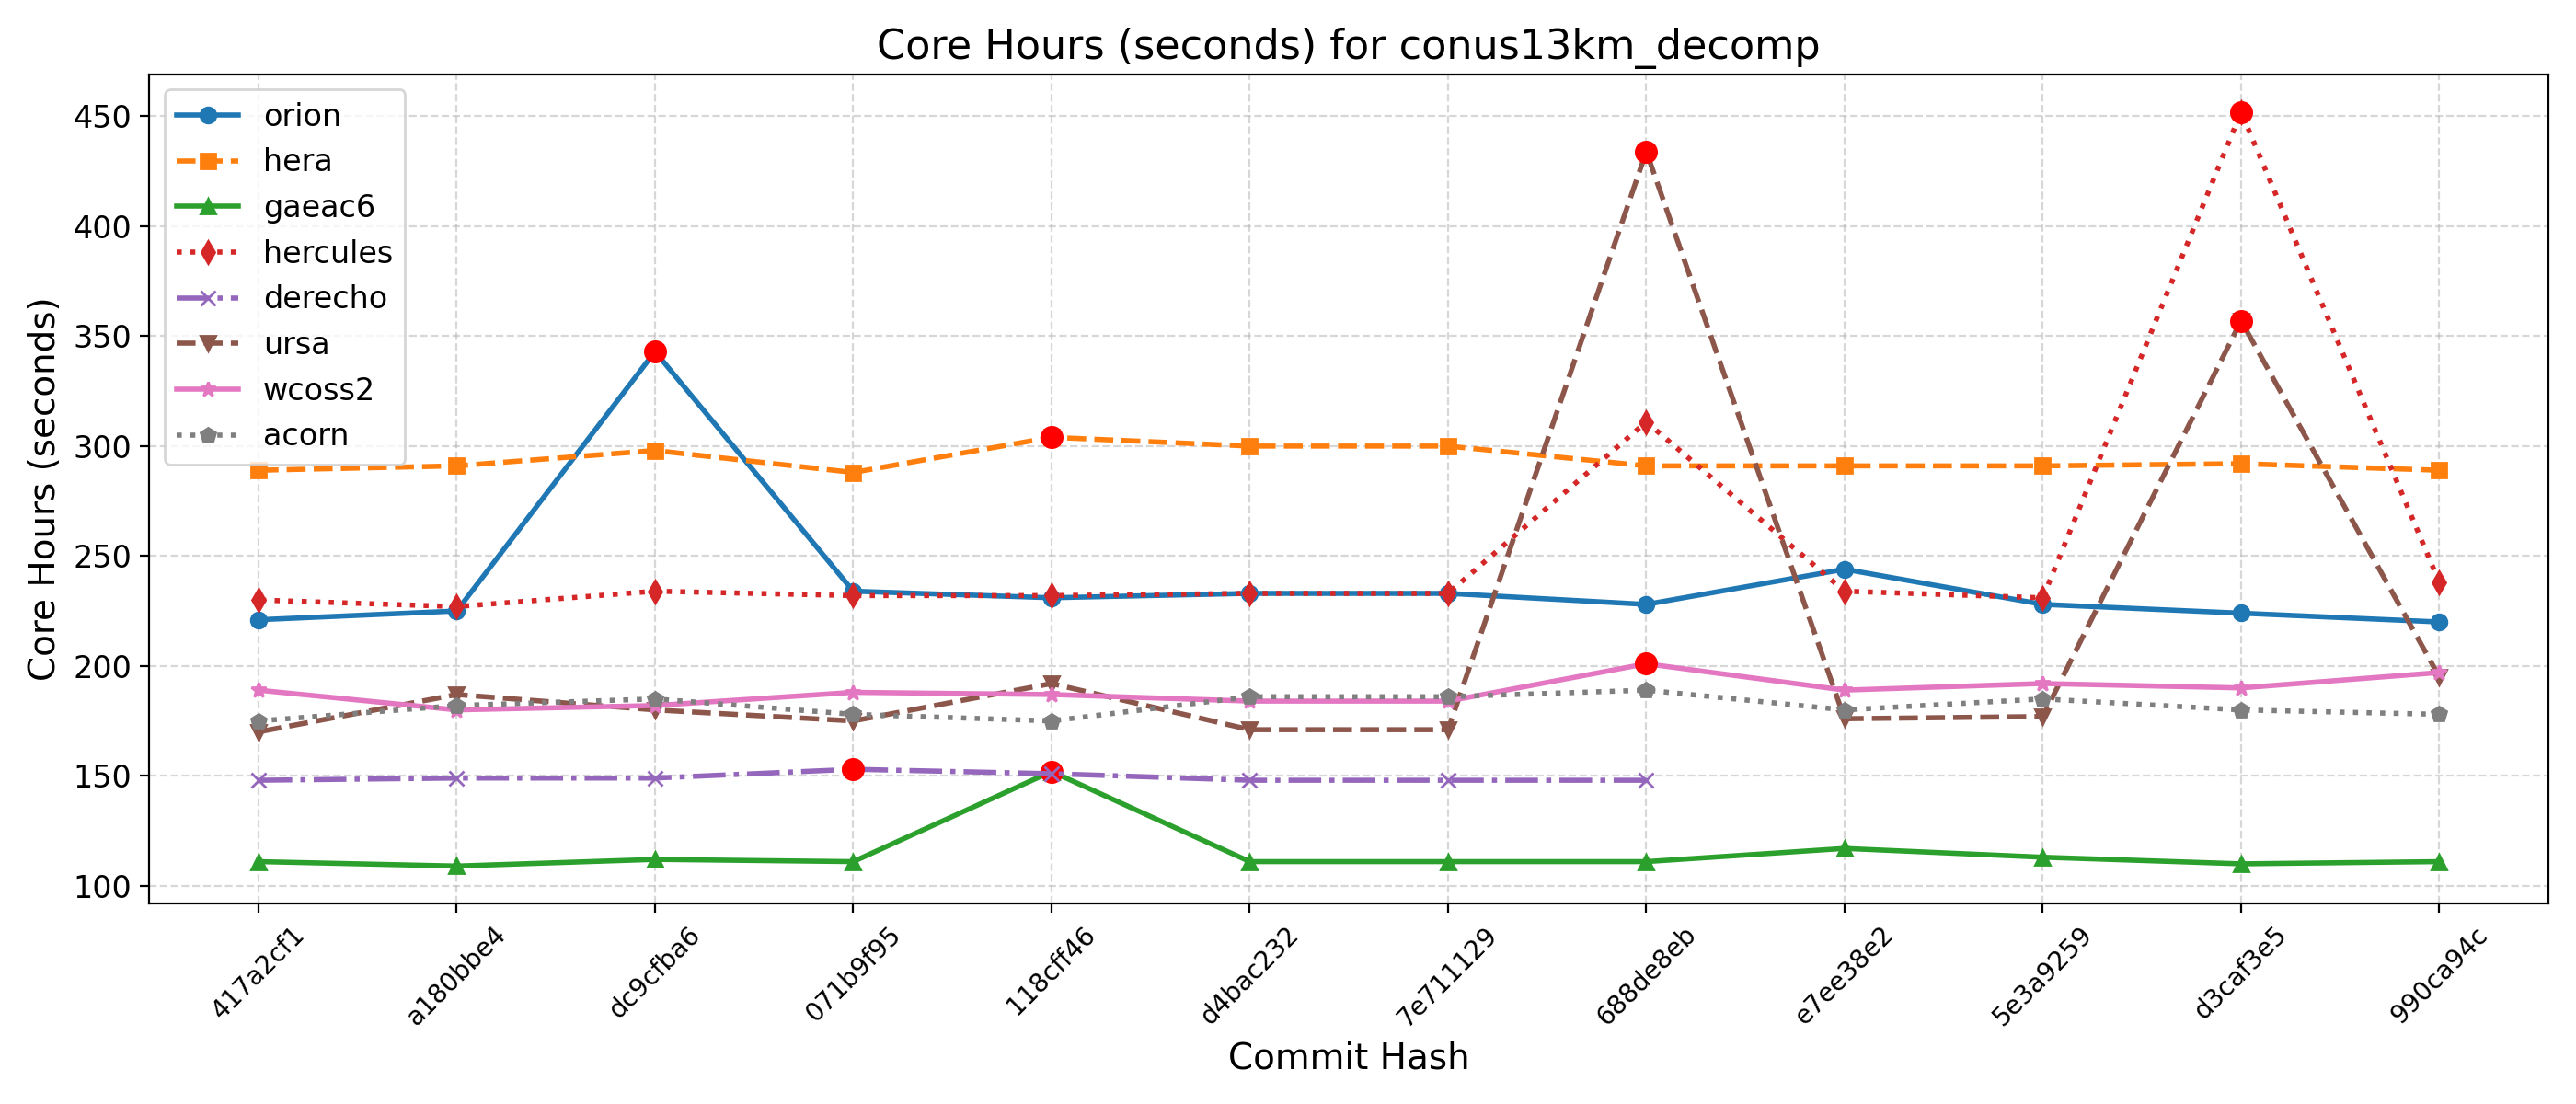 Core Hours (seconds) for conus13km_decomp
Core Hours (seconds)
450
400
350
300
250
200
150
100
orion
hera
gaeac6
hercules
derecho
ursa
wcoss2
acorn
417a2cf1
a180bbe4
dc9cfba6
071b9f95
118cff46
d4bac232
7e711129
688de8eb
e7ee38e2
5e3a9259
d3caf3e5
990ca94c
Commit Hash